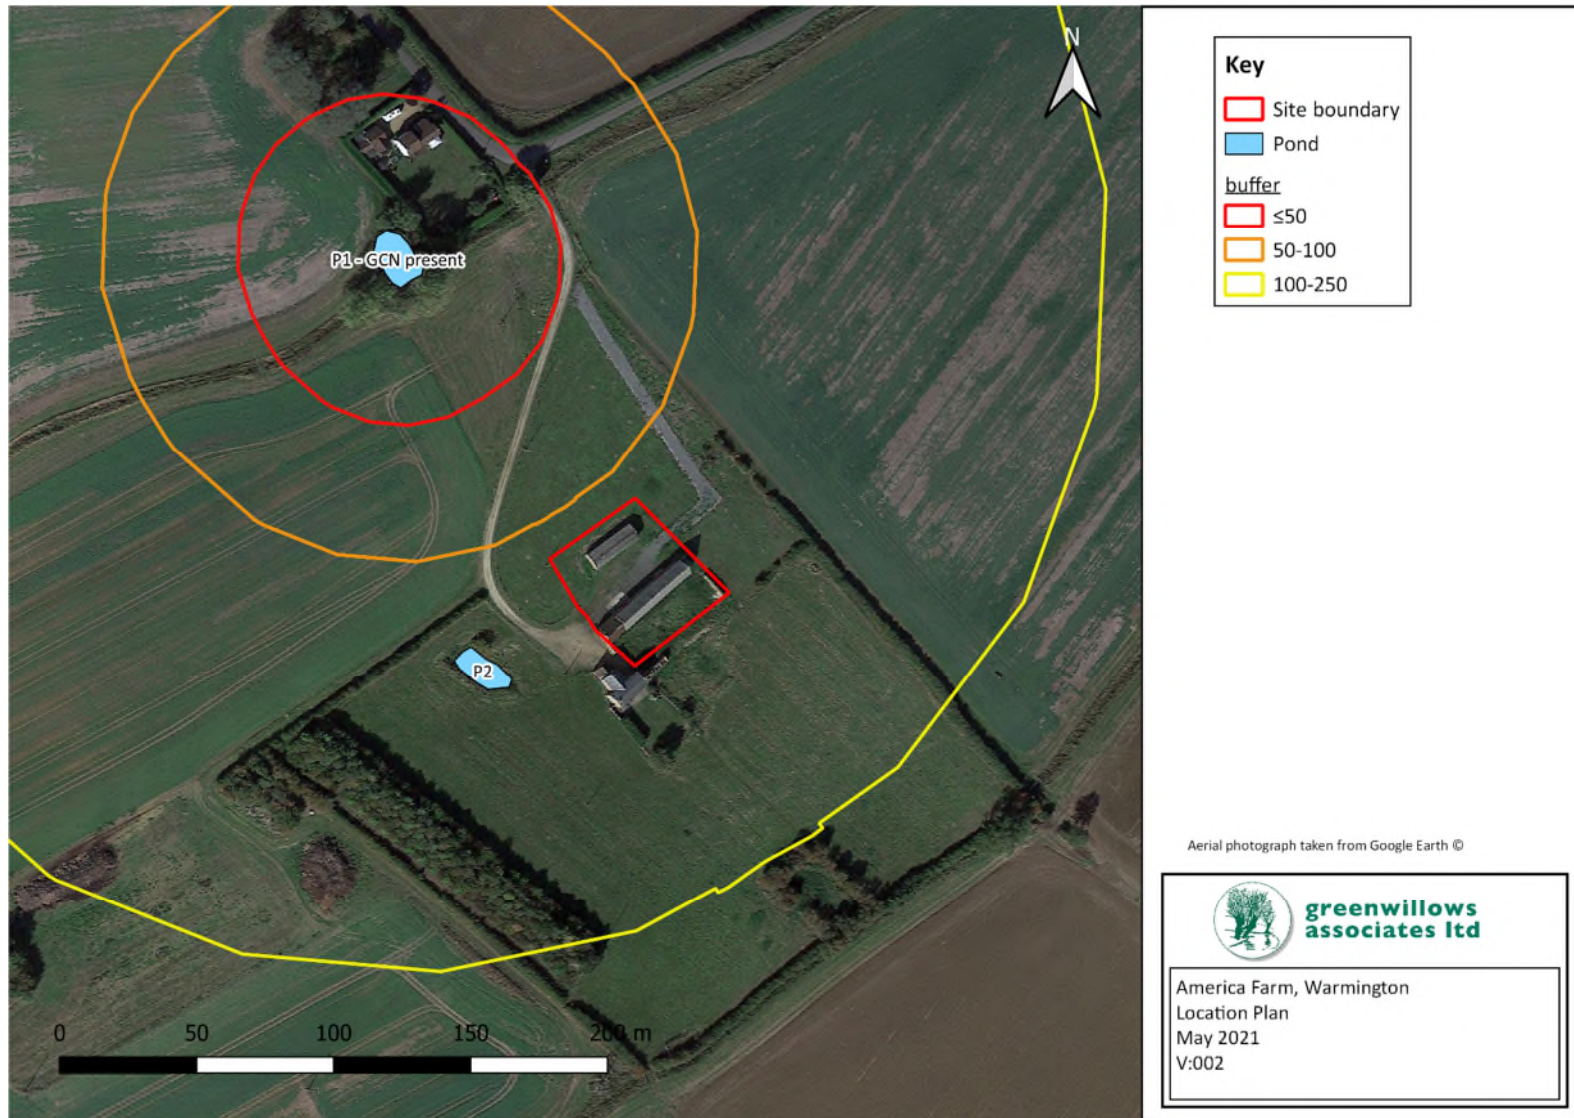 N
P1 - GCN present
P2
0 50 100 150 200 m
Key
Site boundary
Pond
buffer
≤50
50-100
100-250
Aerial photograph taken from Google Earth ©
greenwillows
associates ltd
America Farm, Warmington
Location Plan
May 2021
V:002